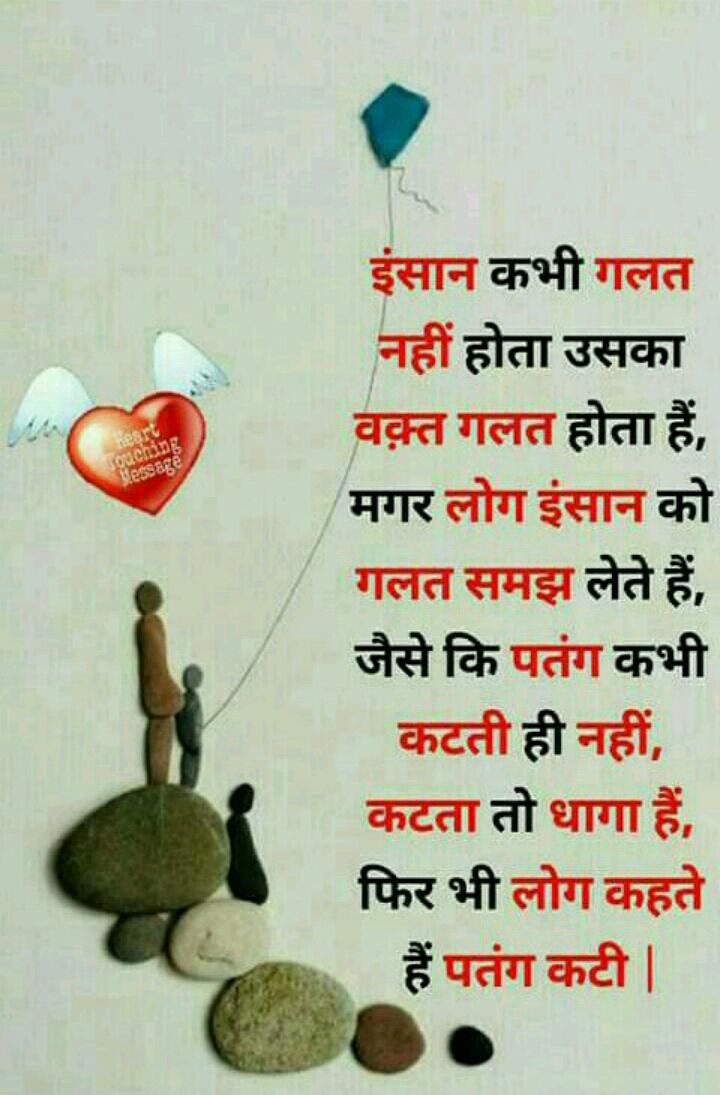 इंसान कभी गलत
नहीं होता उसका
वक़्त गलत होता हैं,
मगर लोग इंसान को
गलत समझ लेते हैं,
जैसे कि पतंग कभी
कटती ही नहीं,
कटता तो धागा हैं,
फिर भी लोग कहते
हैं पतंग कटी |
Heart
Touching
Message